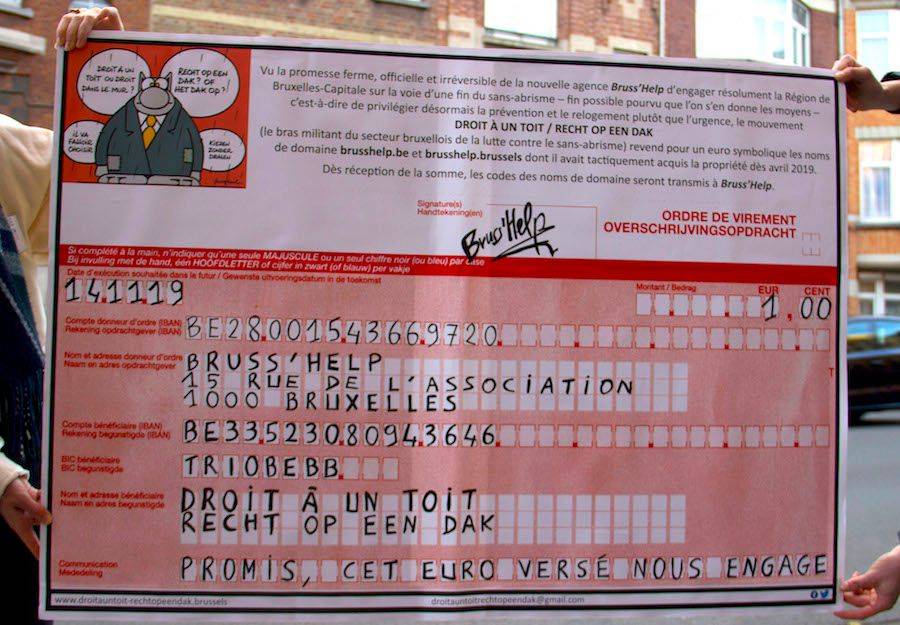 DROIT À UN
TOIT OU DROIT
DANS LE MUR ?
RECHT OP EEN
DAK ? OF
HET DAK OP ?
IL VA
FALLOIR
CHOISIR
KIEZEN
ZONDER
DRALEN
Vu la promesse ferme, officielle et irréversible de la nouvelle agence Bruss'Help d'engager résolument la Région de
Bruxelles-Capitale sur la voie d'une fin du sans-abrisme – fin possible pourvu que l'on s'en donne les moyens –
c'est-à-dire de privilégier désormais la prévention et le relogement plutôt que l'urgence, le mouvement
DROIT À UN TOIT / RECHT OP EEN DAK
(le bras militant du secteur bruxellois de la lutte contre le sans-abrisme) revend pour un euro symbolique les noms
de domaine brusshelp.be et brusshelp.brussels dont il avait tactiquement acquis la propriété dès avril 2019.
Dès réception de la somme, les codes des noms de domaine seront transmis à Bruss'Help.
Signature(s)
Handtekening(en)
Bruss'Help
ORDRE DE VIREMENT
OVERSCHRIJVINGSOPDRACHT
Si complété à la main, n'indiquer qu'une seule MAJUSCULE ou un seul chiffre noir (ou bleu) par case
Bij invulling met de hand, één HOOFDLETTER of cijfer in zwart (of blauw) per vakje
Date d'exécution souhaitée dans le futur / Gewenste uitvoeringsdatum in de toekomst
14.11.19
Montant / Bedrag EUR CENT
1,00
Compte donneur d'ordre (IBAN)
Rekening opdrachtgever (IBAN)
BE28.0015.4366.9720
Nom et adresse donneur d'ordre
Naam en adres opdrachtgever
BRUSS'HELP
15 RUE DE L'ASSOCIATION
1000 BRUXELLES
T
Compte bénéficiaire (IBAN)
Rekening begunstigde (IBAN)
BE33.5230.8094.3646
BIC bénéficiaire
BIC begunstigde
TRIOBEBB
Nom et adresse bénéficiaire
Naam en adres begunstigde
DROIT À UN TOIT
RECHT OP EEN DAK
Communication
Mededeling
PROMIS, CET EURO VERSÉ NOUS ENGAGE
www.droitauntoit-rechtopeendak.brussels
droitauntoitrechtopeendak@gmail.com